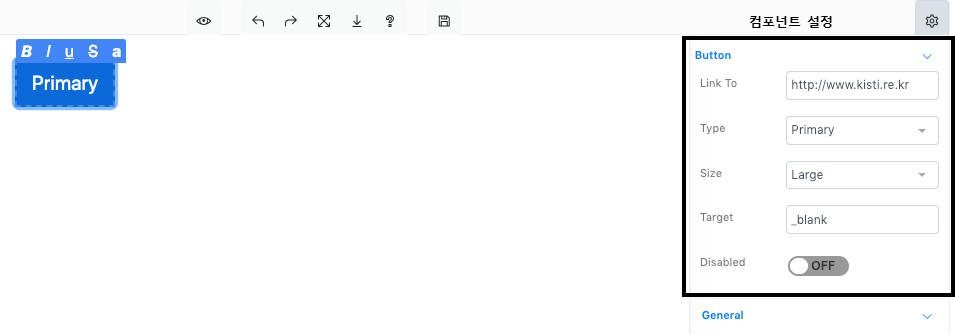 컴포넌트 설정
B I u S a
Primary
Button
Link To http://www.kisti.re.kr
Type Primary
Size Large
Target _blank
Disabled OFF
General